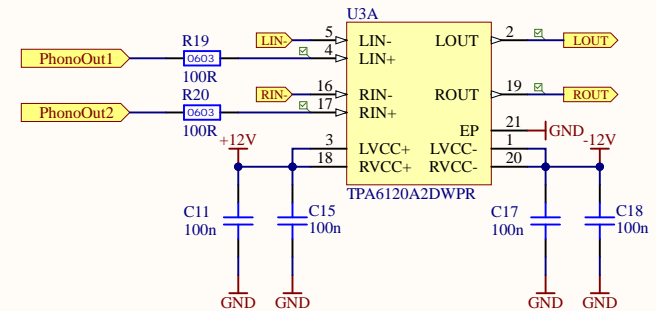 U3A
R19
PhonoOut1
0603
100R
LIN-
5
4
LIN-
LIN+
LOUT
2
LOUT
R20
PhonoOut2
0603
100R
RIN-
16
17
RIN-
RIN+
ROUT
19
ROUT
EP
21
GND
+12V
3
18
LVCC+
RVCC+
LVCC-
RVCC-
1
20
-12V
TPA6120A2DWPR
C11
100n
C15
100n
C17
100n
C18
100n
GND
GND
GND
GND